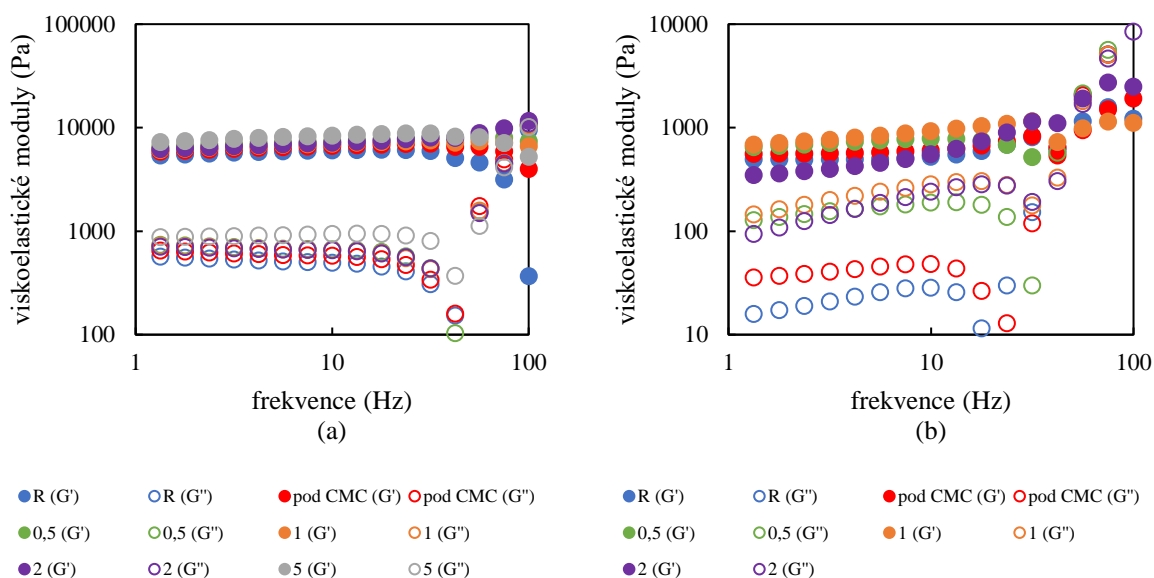 100000
10000
1000
100
1
10
100
viskoelastické moduly (Pa)
frekvence (Hz)
(a)
10000
1000
100
10
1
10
100
viskoelastické moduly (Pa)
frekvence (Hz)
(b)
R (G') R (G'') pod CMC (G') pod CMC (G'')
0,5 (G') 0,5 (G'') 1 (G') 1 (G'')
2 (G') 2 (G'') 5 (G') 5 (G'')
R (G') R (G'') pod CMC (G') pod CMC (G'')
0,5 (G') 0,5 (G'') 1 (G') 1 (G'')
2 (G') 2 (G'')